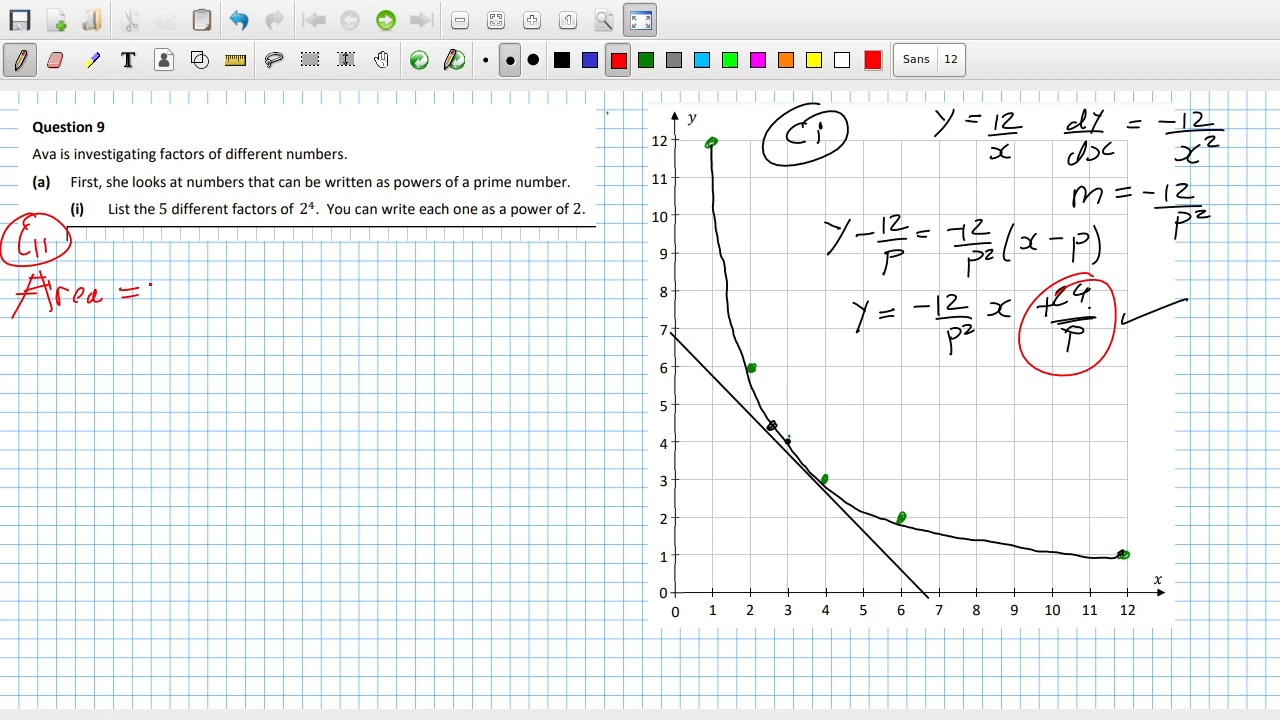 Sans 12
Question 9
Ava is investigating factors of different numbers.
(a) First, she looks at numbers that can be written as powers of a prime number.
(i) List the 5 different factors of 2⁴. You can write each one as a power of 2.
Cii
Area =
Ci
y = 12/x dy/dx = -12/x²
m = -12/p²
y - 12/p = -12/p² (x - p)
y = -12/p² x + 24/p
y
12
11
10
9
8
7
6
5
4
3
2
1
0
x
0 1 2 3 4 5 6 7 8 9 10 11 12